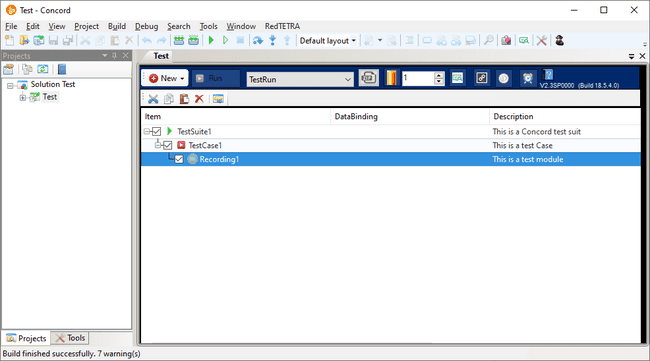 Test - Concord
File Edit View Project Build Debug Search Tools Window RedTETRA
Default layout
Projects
Solution Test
Test
Test
New Run TestRun 1 V2.3SP0000 (Build 18.5.4.0)
Item DataBinding Description
TestSuite1 This is a Concord test suit
TestCase1 This is a test Case
Recording1 This is a test module
Projects Tools
Build finished successfully. 7 warning(s)